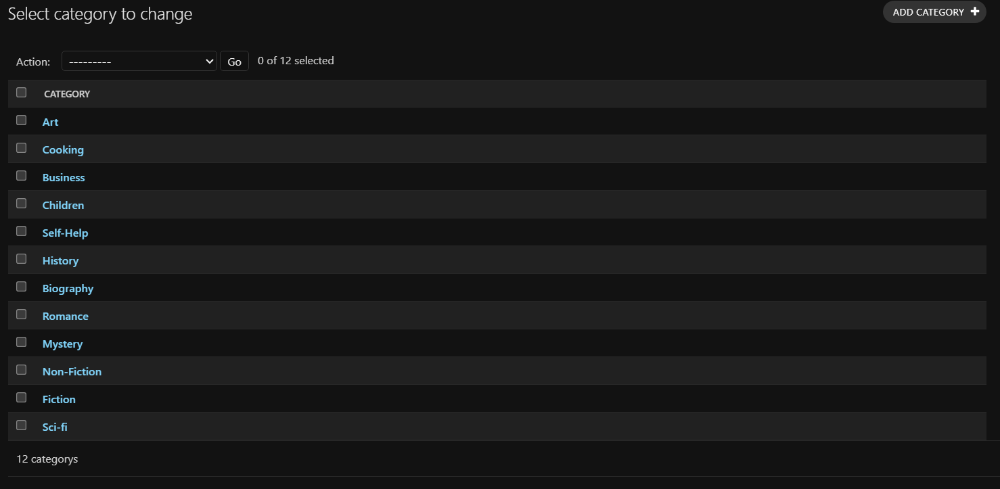 Select category to change
ADD CATEGORY
Action: --------- Go 0 of 12 selected
CATEGORY
Art
Cooking
Business
Children
Self-Help
History
Biography
Romance
Mystery
Non-Fiction
Fiction
Sci-fi
12 categorys